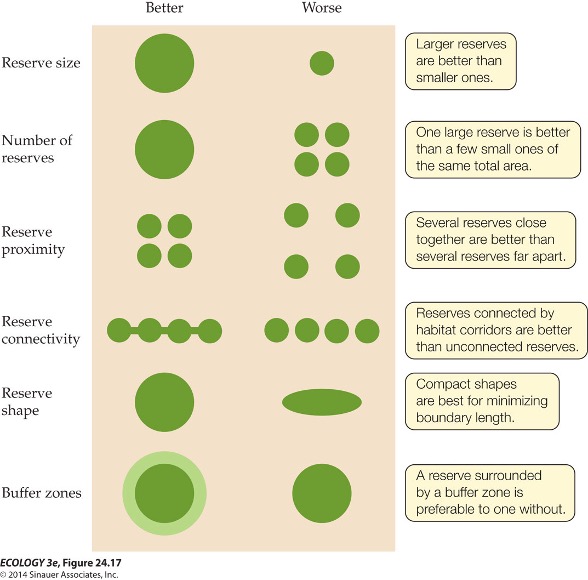 Better Worse
Reserve size
Larger reserves
are better than
smaller ones.
Number of
reserves
One large reserve is better
than a few small ones of
the same total area.
Reserve
proximity
Several reserves close
together are better than
several reserves far apart.
Reserve
connectivity
Reserves connected by
habitat corridors are better
than unconnected reserves.
Reserve
shape
Compact shapes
are best for minimizing
boundary length.
Buffer zones
A reserve surrounded
by a buffer zone is
preferable to one without.
ECOLOGY 3e, Figure 24.17
© 2014 Sinauer Associates, Inc.